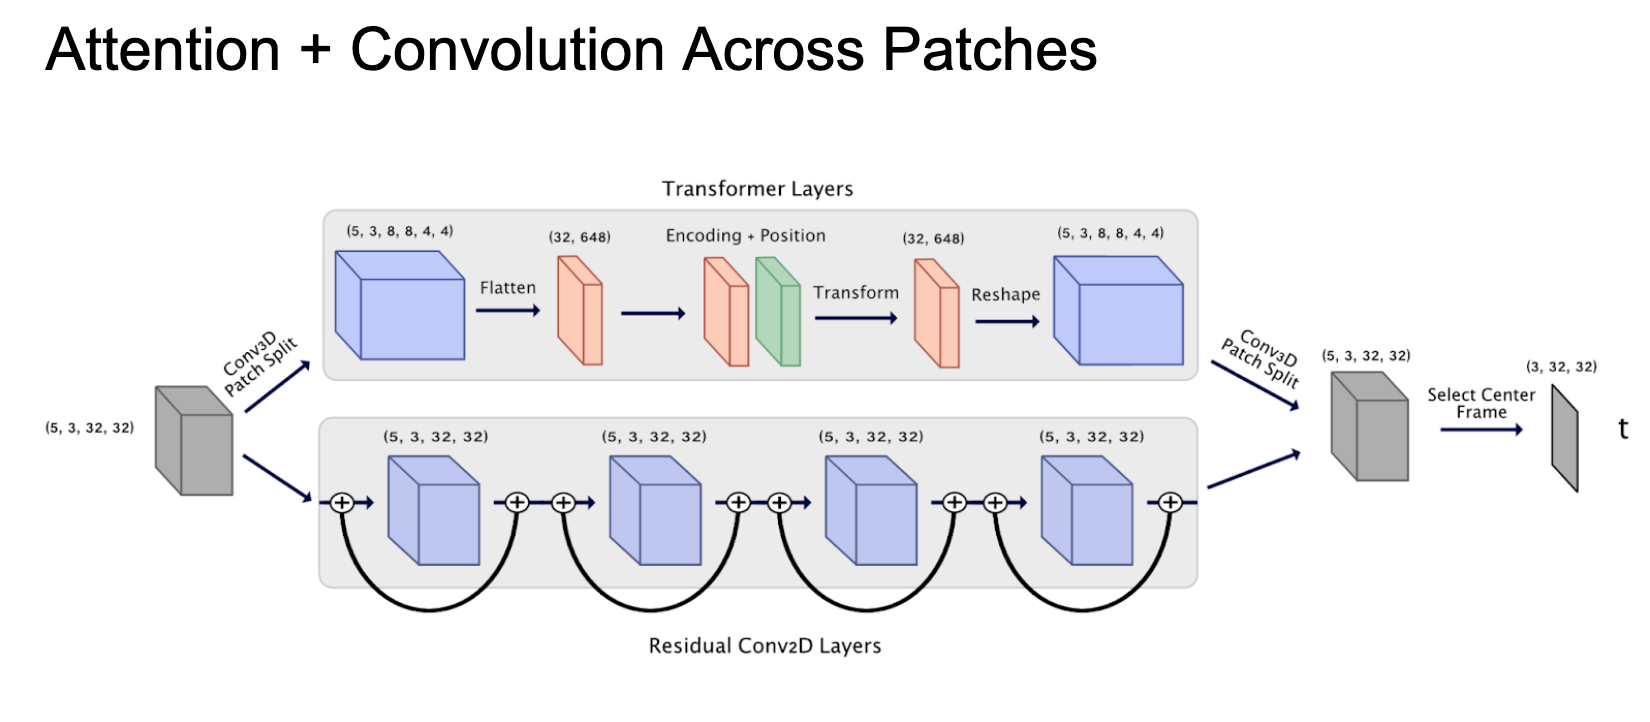 Attention + Convolution Across Patches
Transformer Layers
(5, 3, 8, 8, 4, 4)
(32, 648)
Encoding + Position
(32, 648)
(5, 3, 8, 8, 4, 4)
Flatten
Transform
Reshape
Conv3D
Patch Split
Conv3D
Patch Split
(5, 3, 32, 32)
(5, 3, 32, 32)
(3, 32, 32)
Select Center
Frame
t
(5, 3, 32, 32)
(5, 3, 32, 32)
(5, 3, 32, 32)
(5, 3, 32, 32)
Residual Conv2D Layers